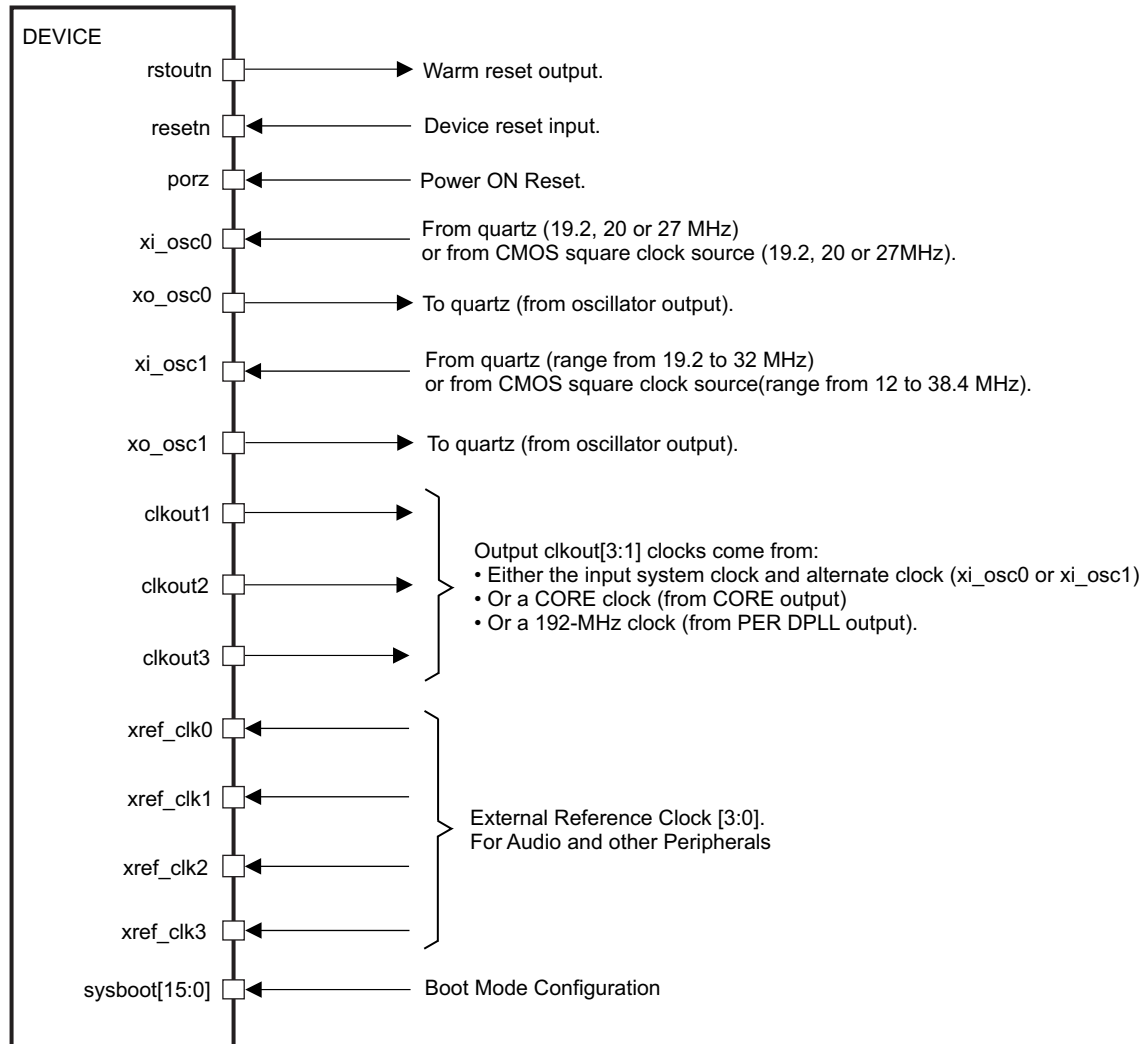 DEVICE
rstoutn
Warm reset output.
resetn
Device reset input.
porz
Power ON Reset.
xi_osc0
From quartz (19.2, 20 or 27 MHz)
or from CMOS square clock source (19.2, 20 or 27MHz).
xo_osc0
To quartz (from oscillator output).
xi_osc1
From quartz (range from 19.2 to 32 MHz)
or from CMOS square clock source(range from 12 to 38.4 MHz).
xo_osc1
To quartz (from oscillator output).
clkout1
clkout2
clkout3
Output clkout[3:1] clocks come from:
• Either the input system clock and alternate clock (xi_osc0 or xi_osc1)
• Or a CORE clock (from CORE output)
• Or a 192-MHz clock (from PER DPLL output).
xref_clk0
xref_clk1
xref_clk2
xref_clk3
External Reference Clock [3:0].
For Audio and other Peripherals
sysboot[15:0]
Boot Mode Configuration